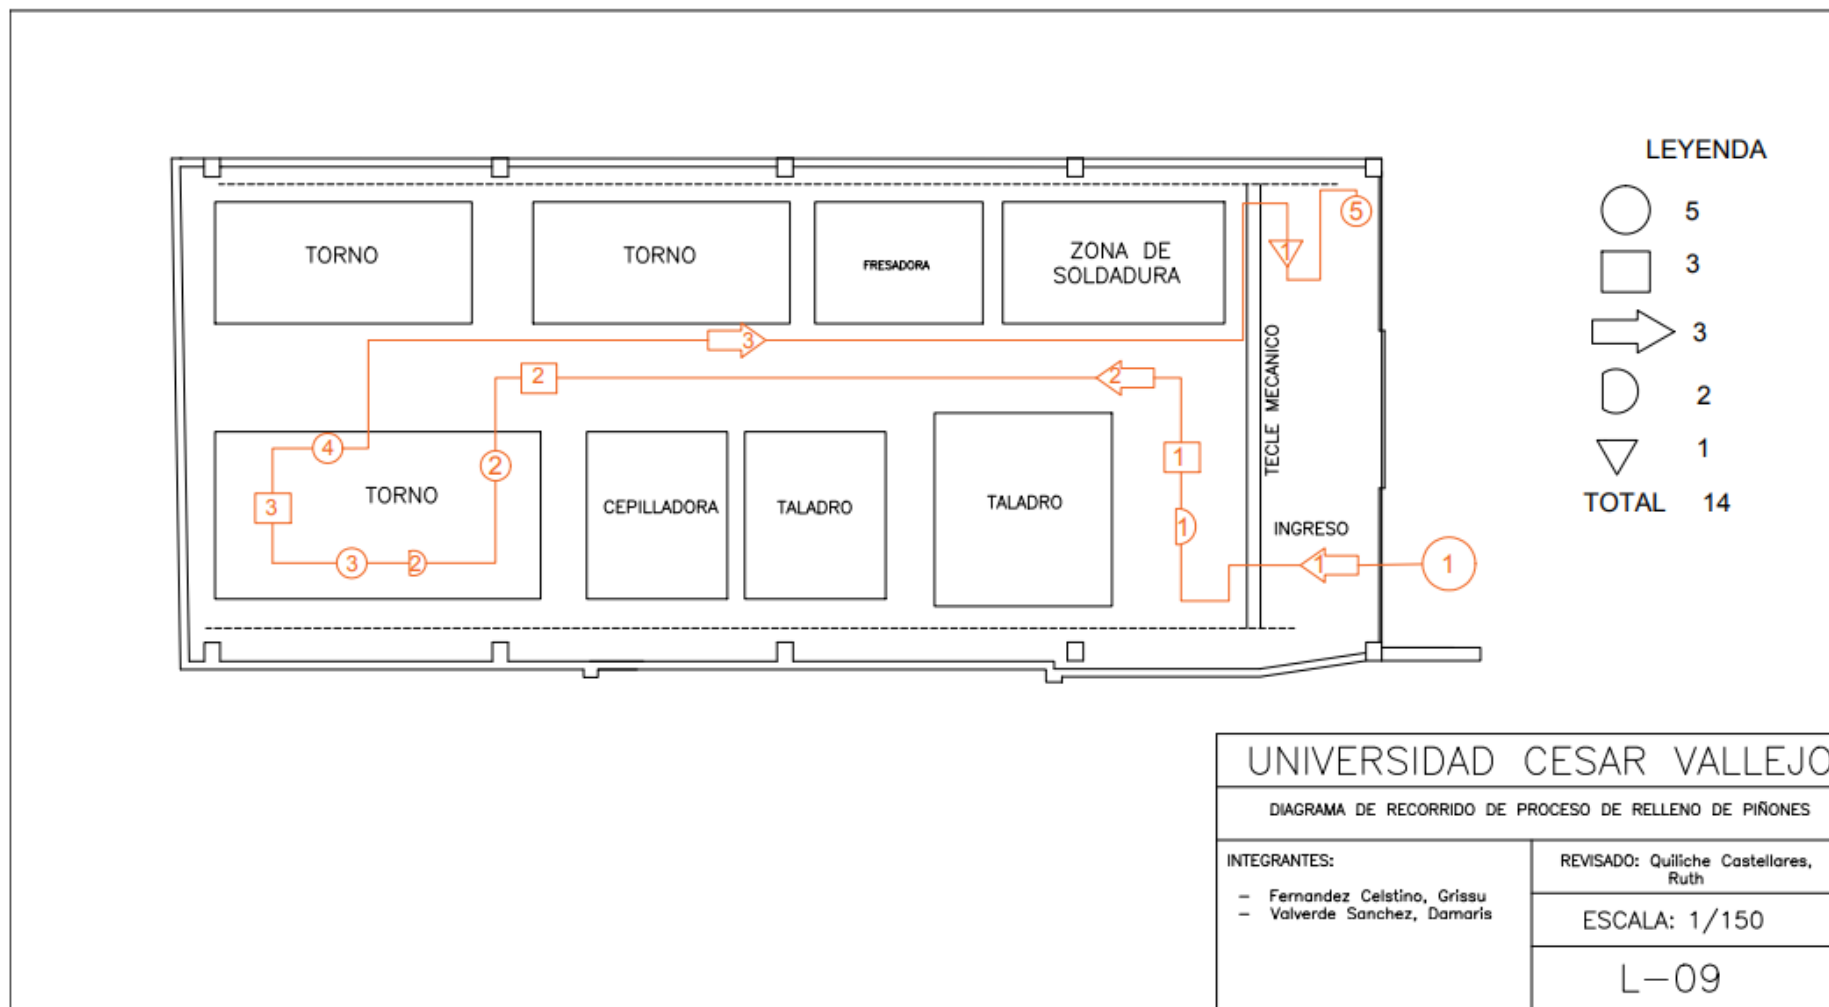 LEYENDA
5
3
3
2
1
TOTAL 14
TORNO
TORNO
FRESADORA
ZONA DE
SOLDADURA
5
1
3
2
2
TECLE MECANICO
4
2
1
3
TORNO
CEPILLADORA
TALADRO
TALADRO
1
INGRESO
3
2
1
1
UNIVERSIDAD CESAR VALLEJO
DIAGRAMA DE RECORRIDO DE PROCESO DE RELLENO DE PIÑONES
INTEGRANTES:
- Fernandez Celstino, Grissu
- Valverde Sanchez, Damaris
REVISADO: Quiliche Castellares,
Ruth
ESCALA: 1/150
L-09